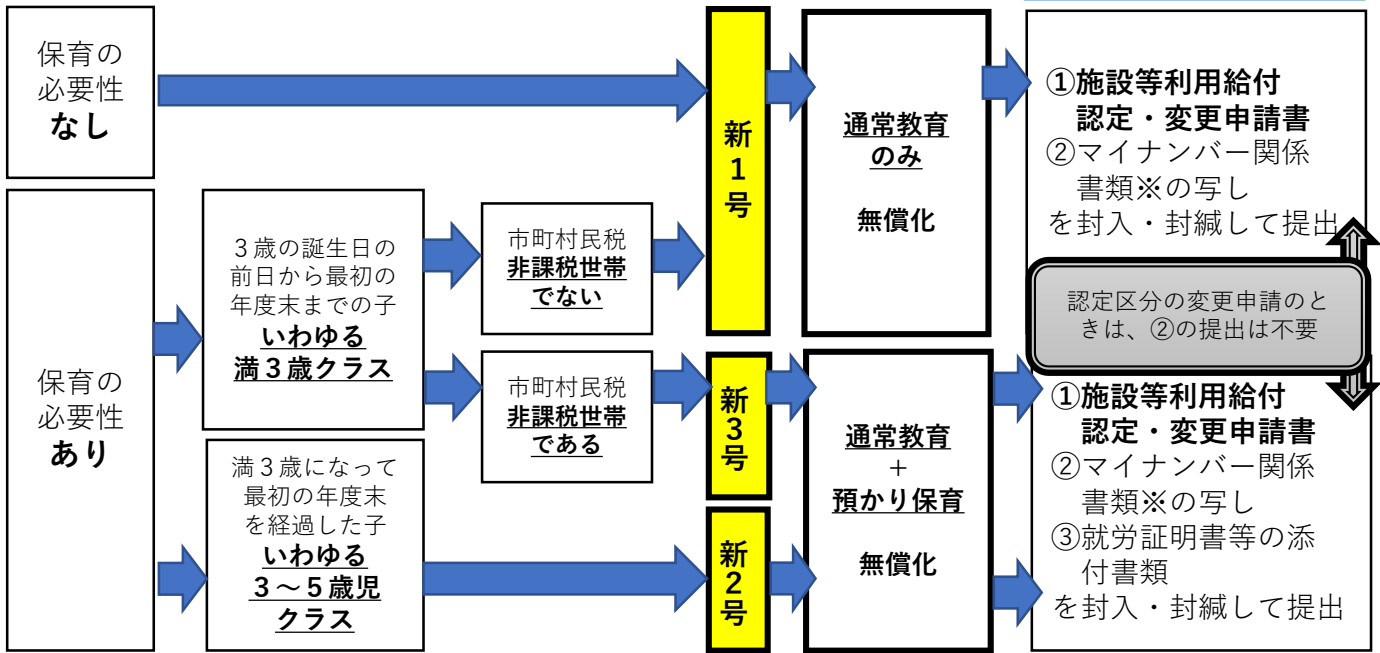 保育の
必要性
なし
保育の
必要性
あり
３歳の誕生日の
前日から最初の
年度末までの子
いわゆる
満３歳クラス
満３歳になって
最初の年度末
を経過した子
いわゆる
３～５歳児
クラス
市町村民税
非課税世帯
でない
市町村民税
非課税世帯
である
新
１
号
新
３
号
新
２
号
通常教育
のみ
無償化
通常教育
+
預かり保育
無償化
①施設等利用給付
認定・変更申請書
②マイナンバー関係
書類※の写し
を封入・封緘して提出
認定区分の変更申請のと
きは、②の提出は不要
①施設等利用給付
認定・変更申請書
②マイナンバー関係
書類※の写し
③就労証明書等の添
付書類
を封入・封緘して提出